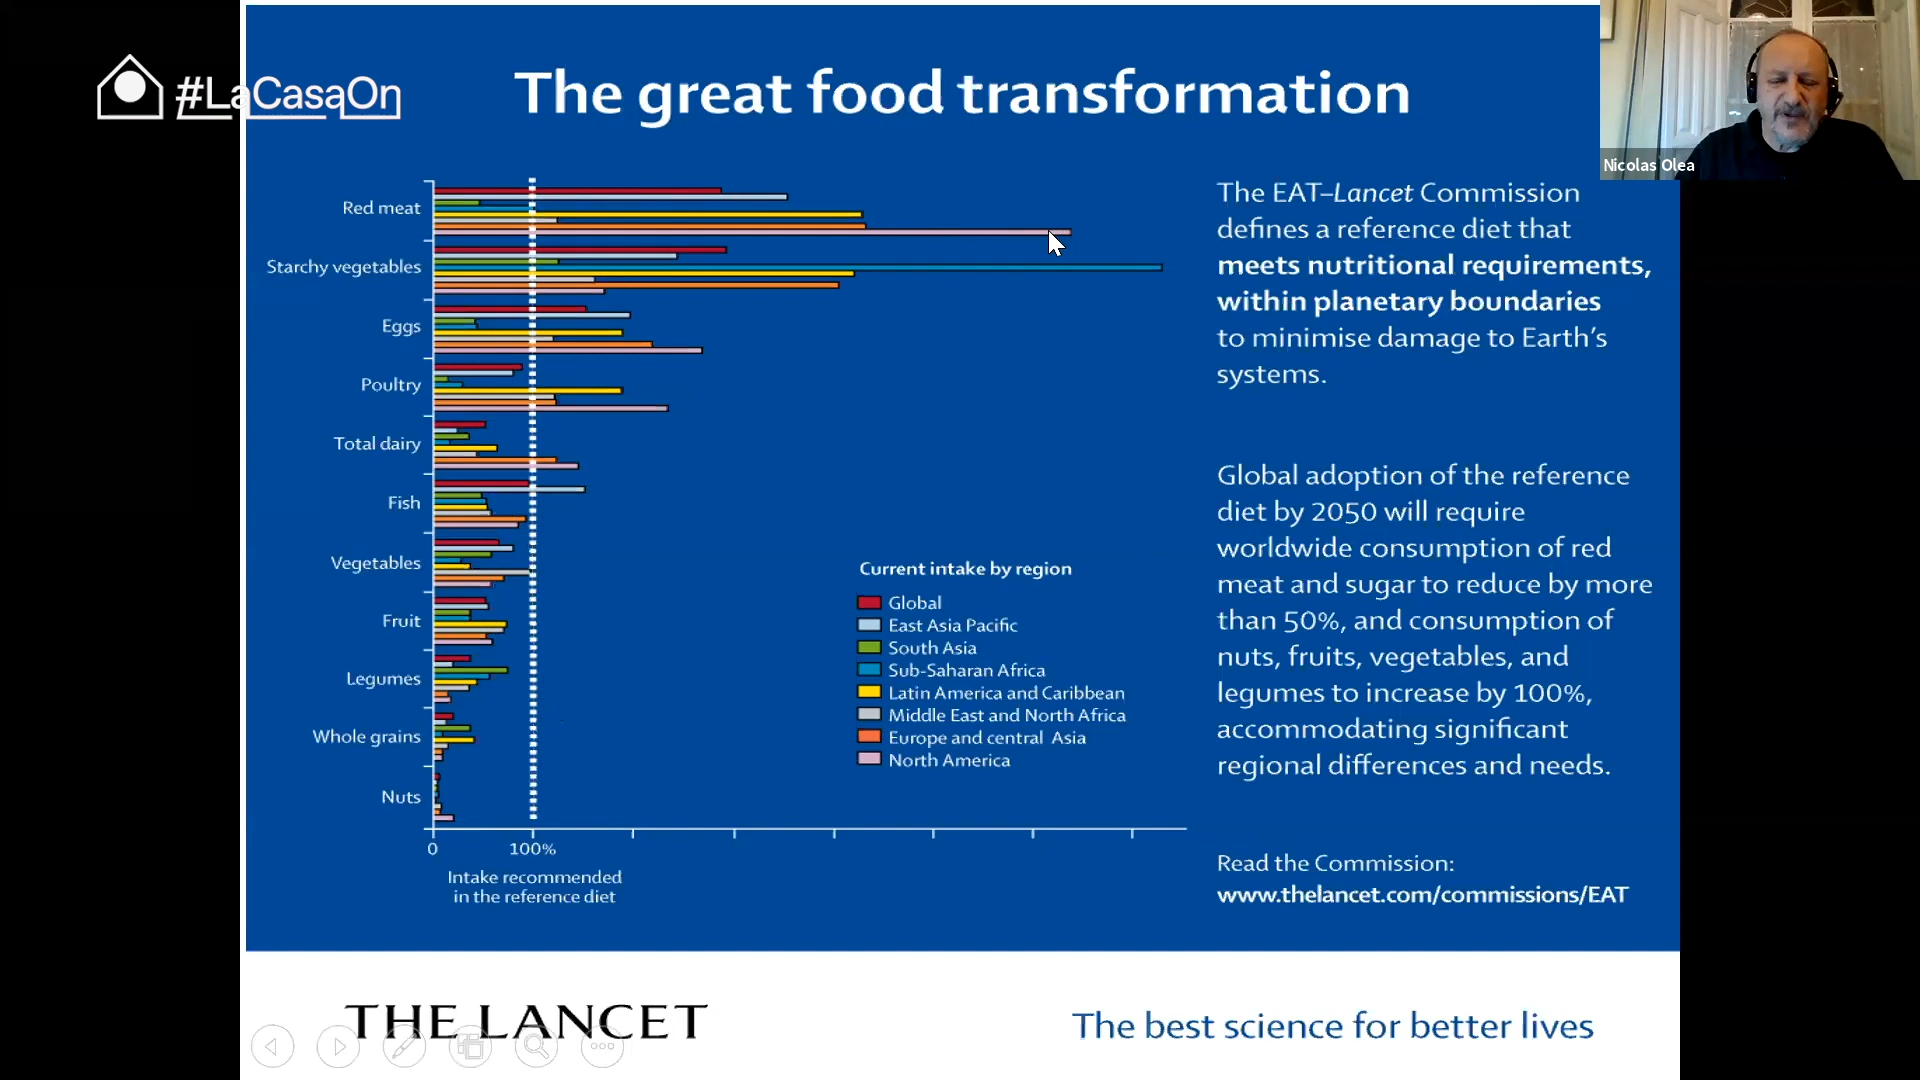 #LaCasaOn
The great food transformation
Nicolas Olea
Red meat
Starchy vegetables
Eggs
Poultry
Total dairy
Fish
Vegetables
Fruit
Legumes
Whole grains
Nuts
0
100%
Intake recommended
in the reference diet
Current intake by region
Global
East Asia Pacific
South Asia
Sub-Saharan Africa
Latin America and Caribbean
Middle East and North Africa
Europe and central Asia
North America
The EAT–Lancet Commission
defines a reference diet that
meets nutritional requirements,
within planetary boundaries
to minimise damage to Earth’s
systems.
Global adoption of the reference
diet by 2050 will require
worldwide consumption of red
meat and sugar to reduce by more
than 50%, and consumption of
nuts, fruits, vegetables, and
legumes to increase by 100%,
accommodating significant
regional differences and needs.
Read the Commission:
www.thelancet.com/commissions/EAT
THE LANCET
The best science for better lives